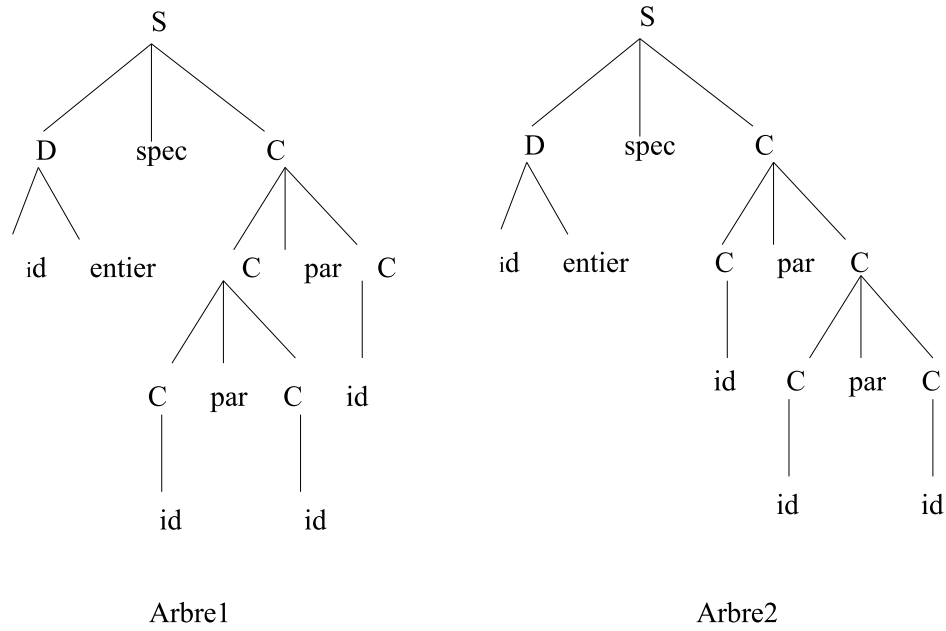 S S
D spec C D spec C
id entier C par C id entier C par C
C par C id id C par C
id id id id
Arbre1 Arbre2